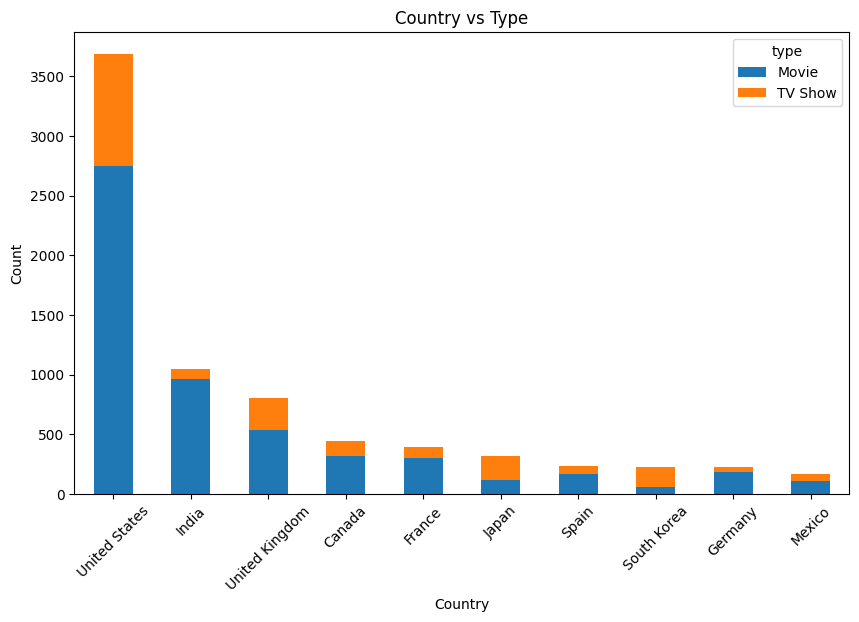 Country vs Type
type
Movie
TV Show
3500
3000
2500
2000
1500
1000
500
0
Count
United States
India
United Kingdom
Canada
France
Japan
Spain
South Korea
Germany
Mexico
Country